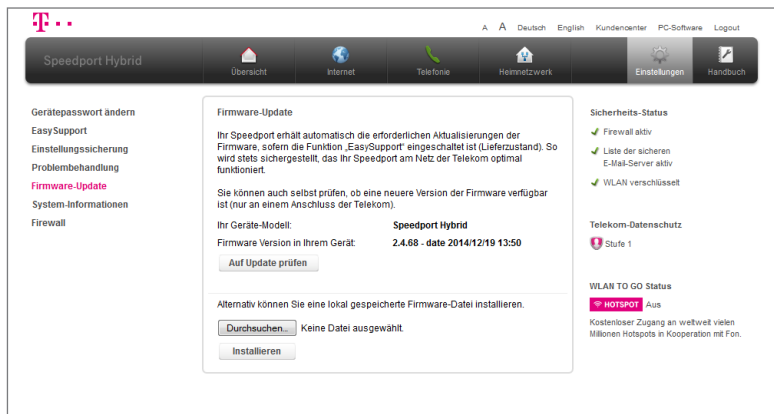 T
A A Deutsch English Kundencenter PC-Software Logout
Speedport Hybrid
Übersicht
Internet
Telefonie
Heimnetzwerk
Einstellungen
Handbuch
Gerätepasswort ändern
EasySupport
Einstellungssicherung
Problembehandlung
Firmware-Update
System-Informationen
Firewall
Firmware-Update
Ihr Speedport erhält automatisch die erforderlichen Aktualisierungen der
Firmware, sofern die Funktion „EasySupport“ eingeschaltet ist (Lieferzustand). So
wird stets sichergestellt, das Ihr Speedport am Netz der Telekom optimal
funktioniert.
Sie können auch selbst prüfen, ob eine neuere Version der Firmware verfügbar
ist (nur an einem Anschluss der Telekom).
Ihr Geräte-Modell: Speedport Hybrid
Firmware Version in Ihrem Gerät: 2.4.68 - date 2014/12/19 13:50
Auf Update prüfen
Alternativ können Sie eine lokal gespeicherte Firmware-Datei installieren.
Durchsuchen... Keine Datei ausgewählt.
Installieren
Sicherheits-Status
Firewall aktiv
Liste der sicheren
E-Mail-Server aktiv
WLAN verschlüsselt
Telekom-Datenschutz
Stufe 1
WLAN TO GO Status
HOTSPOT Aus
Kostenloser Zugang an weltweit vielen
Millionen Hotspots in Kooperation mit Fon.